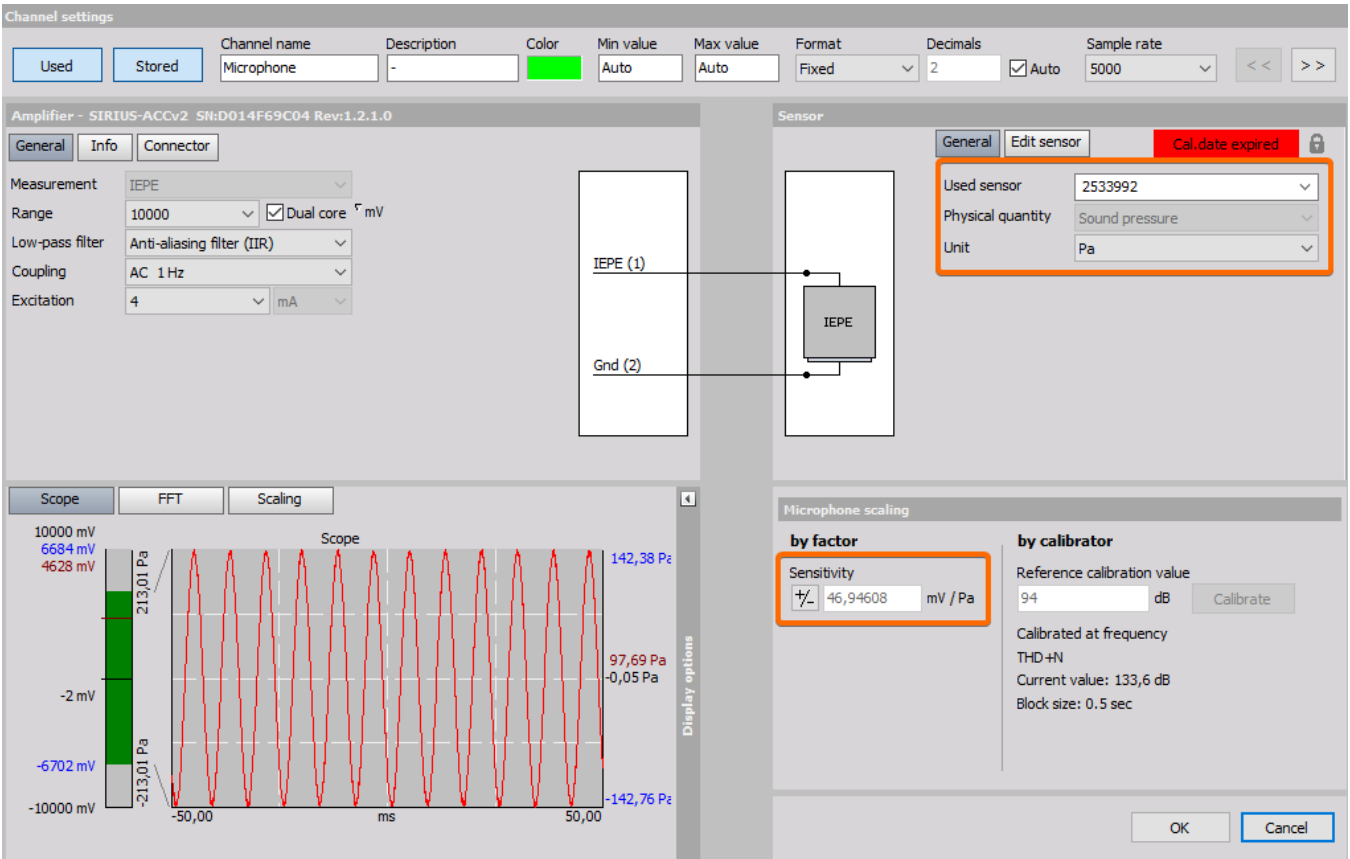 Channel settings
Used
Stored
Channel name
Microphone
Description
-
Color
Min value
Auto
Max value
Auto
Format
Fixed
Decimals
2
Auto
Sample rate
5000
<<
>>
Amplifier - SIRIUS-ACCv2 SN:D014F69C04 Rev:1.2.1.0
General
Info
Connector
Measurement
IEPE
Range
10000
Dual core
mV
Low-pass filter
Anti-aliasing filter (IIR)
Coupling
AC 1 Hz
Excitation
4
mA
IEPE (1)
Gnd (2)
Sensor
General
Edit sensor
Cal.date expired
Used sensor
2533992
Physical quantity
Sound pressure
Unit
Pa
IEPE
Scope
FFT
Scaling
Scope
10000 mV
6684 mV
4628 mV
-2 mV
-6702 mV
-10000 mV
213,01 Pa
-213,01 Pa
142,38 Pa
97,69 Pa
-0,05 Pa
-142,76 Pa
-50,00
ms
50,00
Display options
Microphone scaling
by factor
Sensitivity
+/-
46,94608
mV / Pa
by calibrator
Reference calibration value
94
dB
Calibrate
Calibrated at frequency
THD+N
Current value: 133,6 dB
Block size: 0.5 sec
OK
Cancel